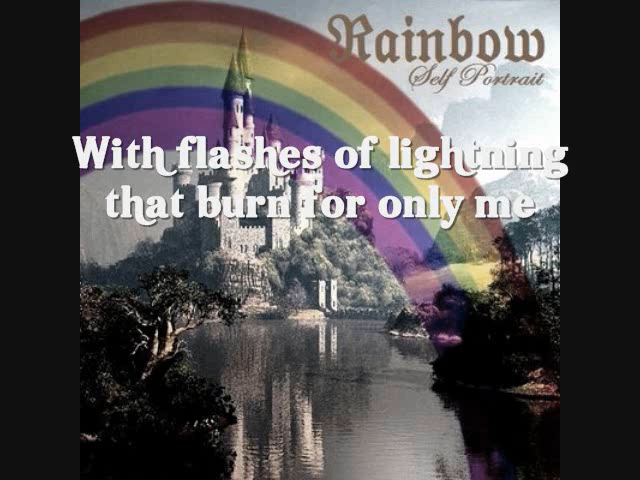 Rainbow
Self Portrait
With flashes of lightning
that burn for only me